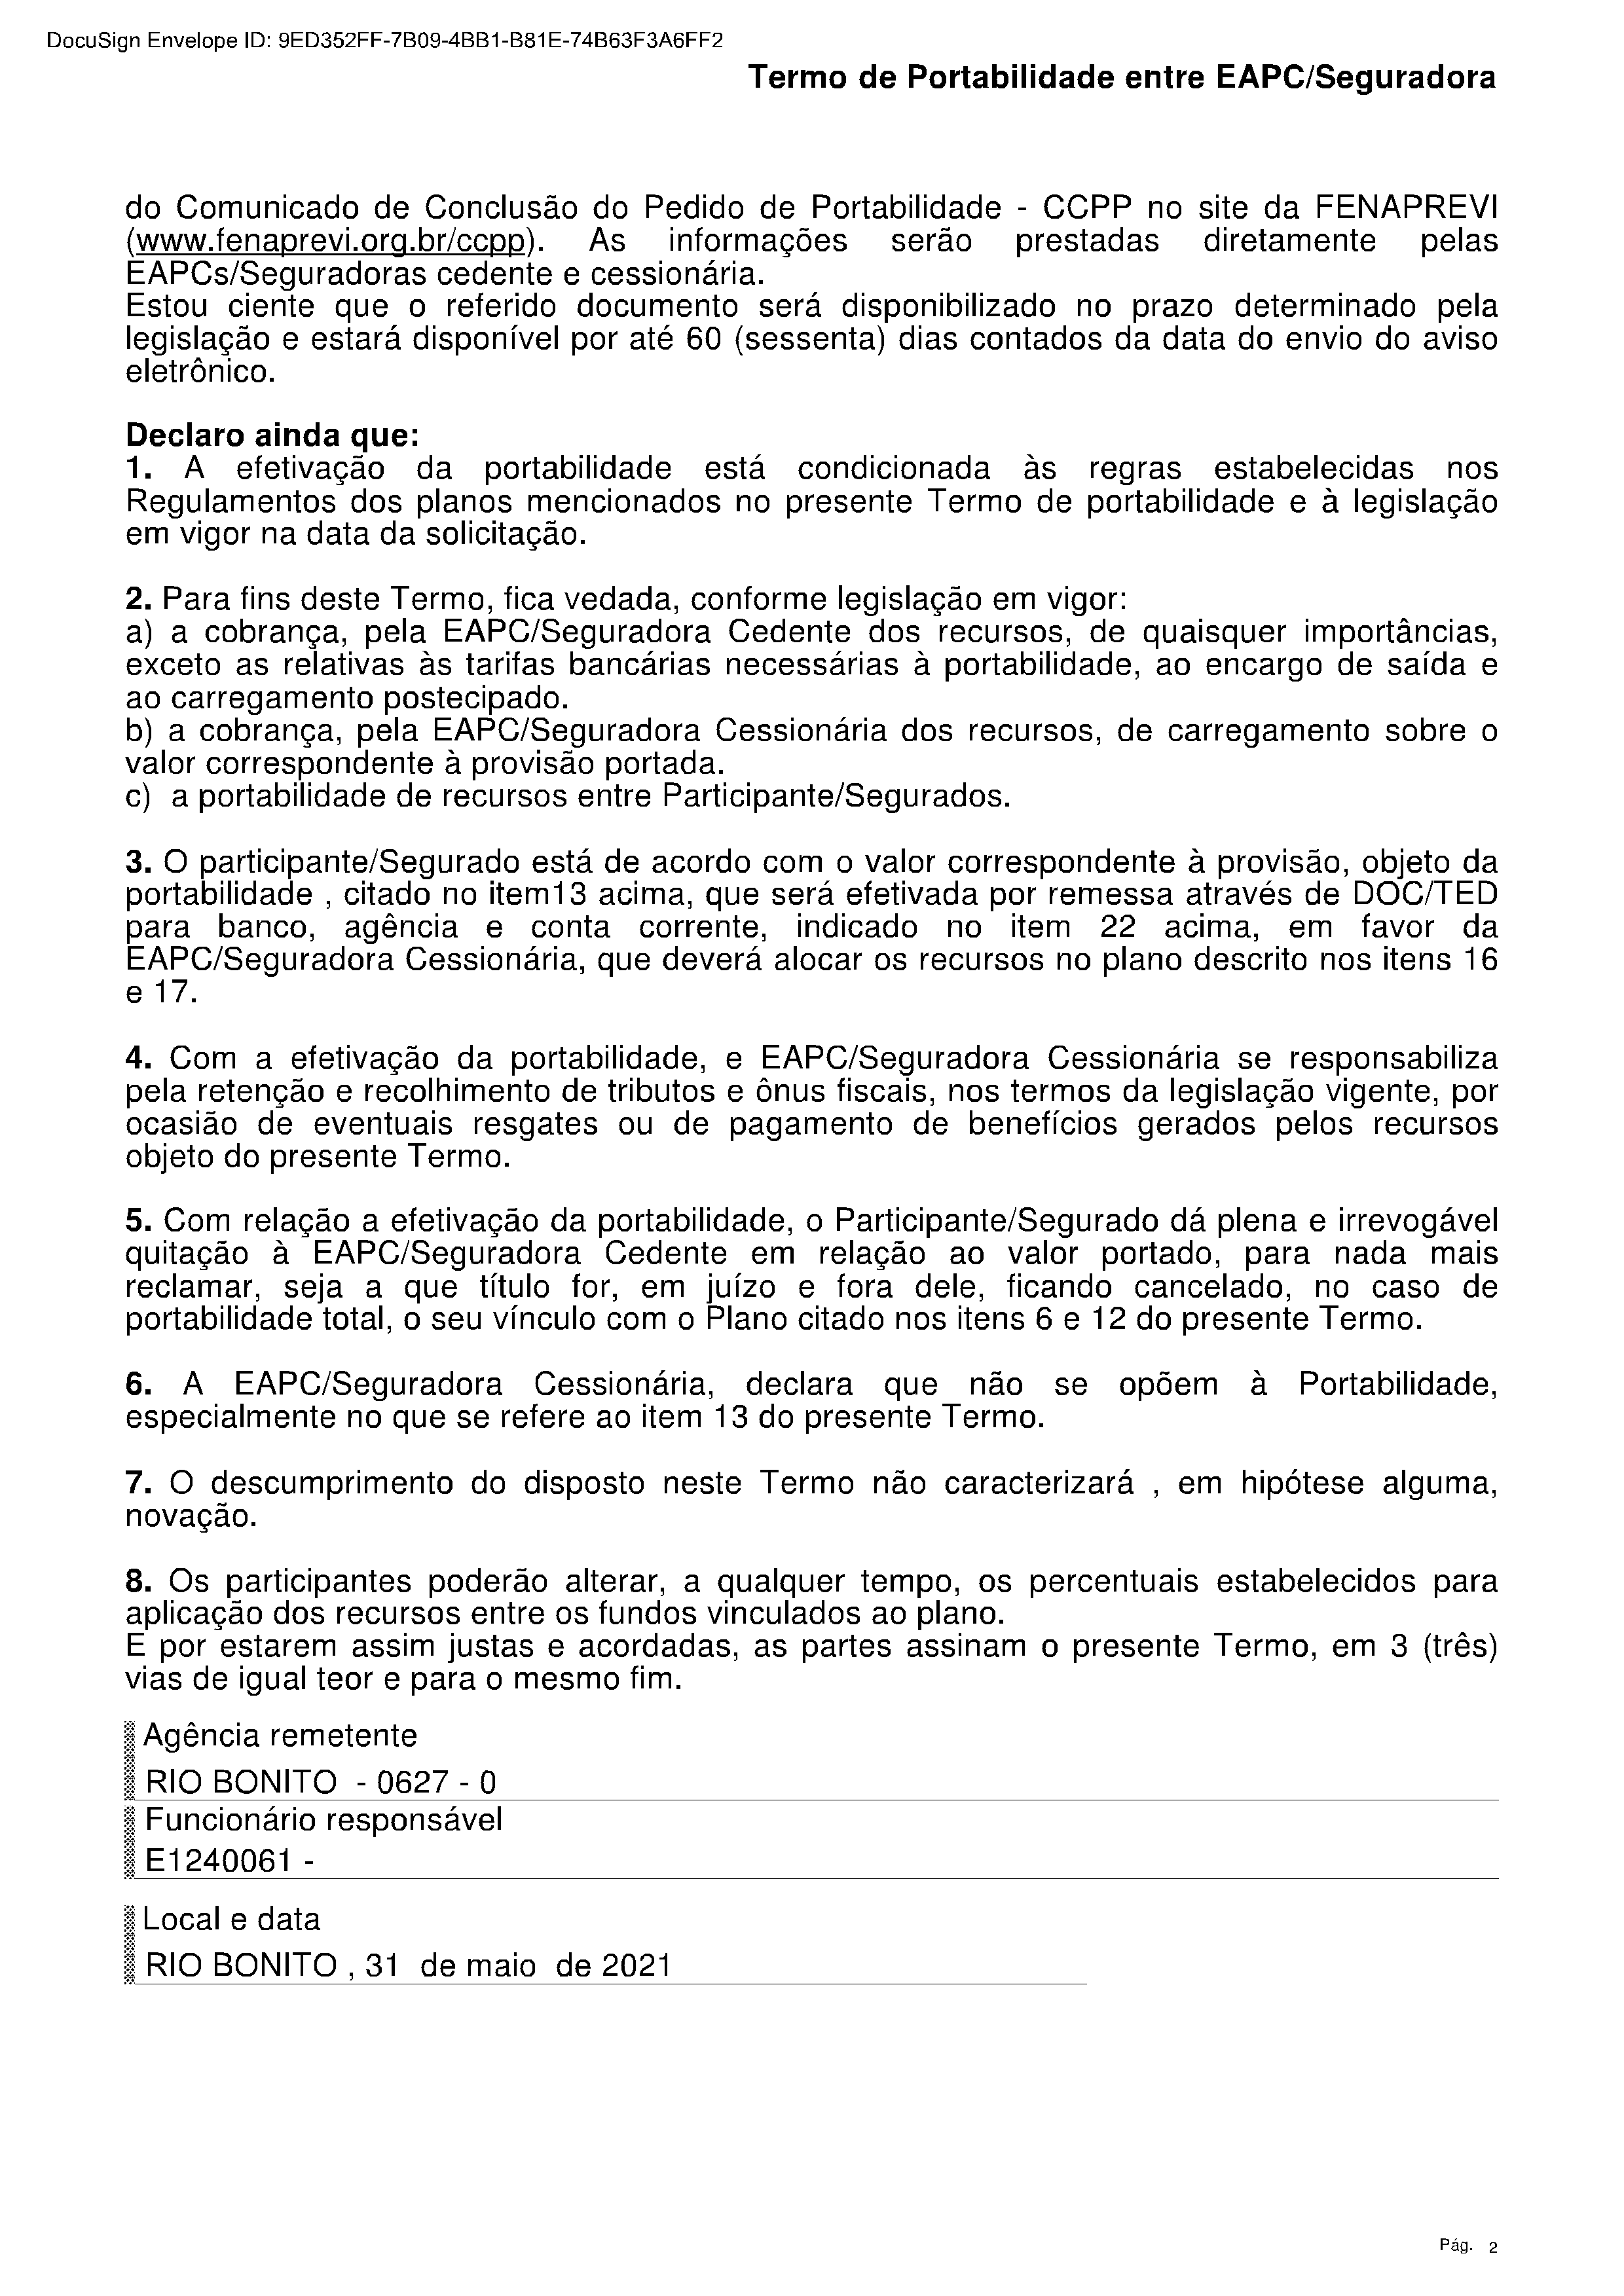 DocuSign Envelope ID: 9ED352FF-7B09-4BB1-B81E-74B63F3A6FF2
Termo de Portabilidade entre EAPC/Seguradora
do Comunicado de Conclusão do Pedido de Portabilidade - CCPP no site da FENAPREVI
(www.fenaprevi.org.br/ccpp). As informações serão prestadas diretamente pelas
EAPCs/Seguradoras cedente e cessionária.
Estou ciente que o referido documento será disponibilizado no prazo determinado pela
legislação e estará disponível por até 60 (sessenta) dias contados da data do envio do aviso
eletrônico.
Declaro ainda que:
1. A efetivação da portabilidade está condicionada às regras estabelecidas nos
Regulamentos dos planos mencionados no presente Termo de portabilidade e à legislação
em vigor na data da solicitação.
2. Para fins deste Termo, fica vedada, conforme legislação em vigor:
a) a cobrança, pela EAPC/Seguradora Cedente dos recursos, de quaisquer importâncias,
exceto as relativas às tarifas bancárias necessárias à portabilidade, ao encargo de saída e
ao carregamento postecipado.
b) a cobrança, pela EAPC/Seguradora Cessionária dos recursos, de carregamento sobre o
valor correspondente à provisão portada.
c) a portabilidade de recursos entre Participante/Segurados.
3. O participante/Segurado está de acordo com o valor correspondente à provisão, objeto da
portabilidade , citado no item13 acima, que será efetivada por remessa através de DOC/TED
para banco, agência e conta corrente, indicado no item 22 acima, em favor da
EAPC/Seguradora Cessionária, que deverá alocar os recursos no plano descrito nos itens 16
e 17.
4. Com a efetivação da portabilidade, e EAPC/Seguradora Cessionária se responsabiliza
pela retenção e recolhimento de tributos e ônus fiscais, nos termos da legislação vigente, por
ocasião de eventuais resgates ou de pagamento de benefícios gerados pelos recursos
objeto do presente Termo.
5. Com relação a efetivação da portabilidade, o Participante/Segurado dá plena e irrevogável
quitação à EAPC/Seguradora Cedente em relação ao valor portado, para nada mais
reclamar, seja a que título for, em juízo e fora dele, ficando cancelado, no caso de
portabilidade total, o seu vínculo com o Plano citado nos itens 6 e 12 do presente Termo.
6. A EAPC/Seguradora Cessionária, declara que não se opõem à Portabilidade,
especialmente no que se refere ao item 13 do presente Termo.
7. O descumprimento do disposto neste Termo não caracterizará , em hipótese alguma,
novação.
8. Os participantes poderão alterar, a qualquer tempo, os percentuais estabelecidos para
aplicação dos recursos entre os fundos vinculados ao plano.
E por estarem assim justas e acordadas, as partes assinam o presente Termo, em 3 (três)
vias de igual teor e para o mesmo fim.
Agência remetente
RIO BONITO - 0627 - 0
Funcionário responsável
E1240061 -
Local e data
RIO BONITO , 31 de maio de 2021
Pág. 2